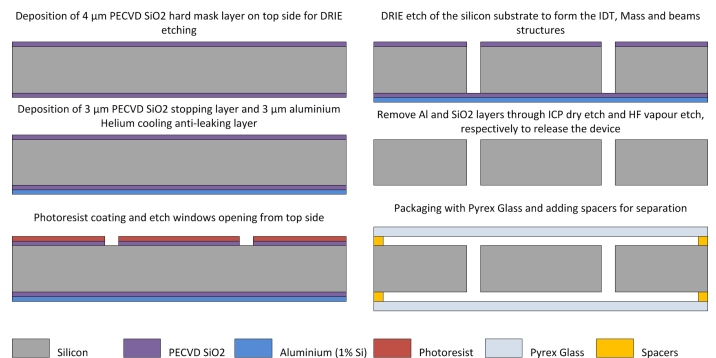 Deposition of 4 µm PECVD SiO2 hard mask layer on top side for DRIE
etching
Deposition of 3 µm PECVD SiO2 stopping layer and 3 µm aluminium
Helium cooling anti-leaking layer
Photoresist coating and etch windows opening from top side
DRIE etch of the silicon substrate to form the IDT, Mass and beams
structures
Remove Al and SiO2 layers through ICP dry etch and HF vapour etch,
respectively to release the device
Packaging with Pyrex Glass and adding spacers for separation
Silicon
PECVD SiO2
Aluminium (1% Si)
Photoresist
Pyrex Glass
Spacers